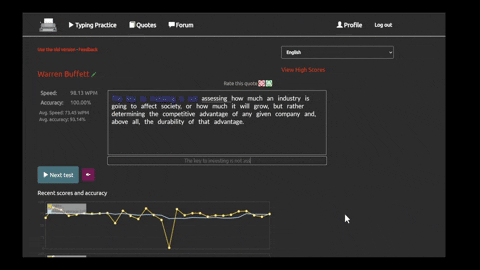 Typing Practice Quotes Forum Profile Log out
Use the old version • Feedback
English
View High Scores
Warren Buffett
Rate this quote
Speed: 98.13 WPM
Accuracy: 100.00%
Avg. Speed: 73.40 WPM
Avg. accuracy: 93.14%
The key to investing is not assessing how much an industry is
going to affect society, or how much it will grow, but rather
determining the competitive advantage of any given company and,
above all, the durability of that advantage.
The key to investing is not
Next test
Recent scores and accuracy